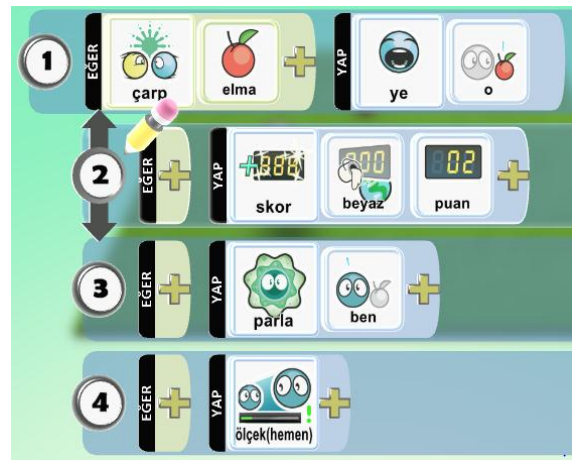 1 EĞER çarp elma YAP ye o
2 EĞER YAP skor beyaz puan 02
3 EĞER YAP parla ben
4 EĞER YAP ölçek(hemen)